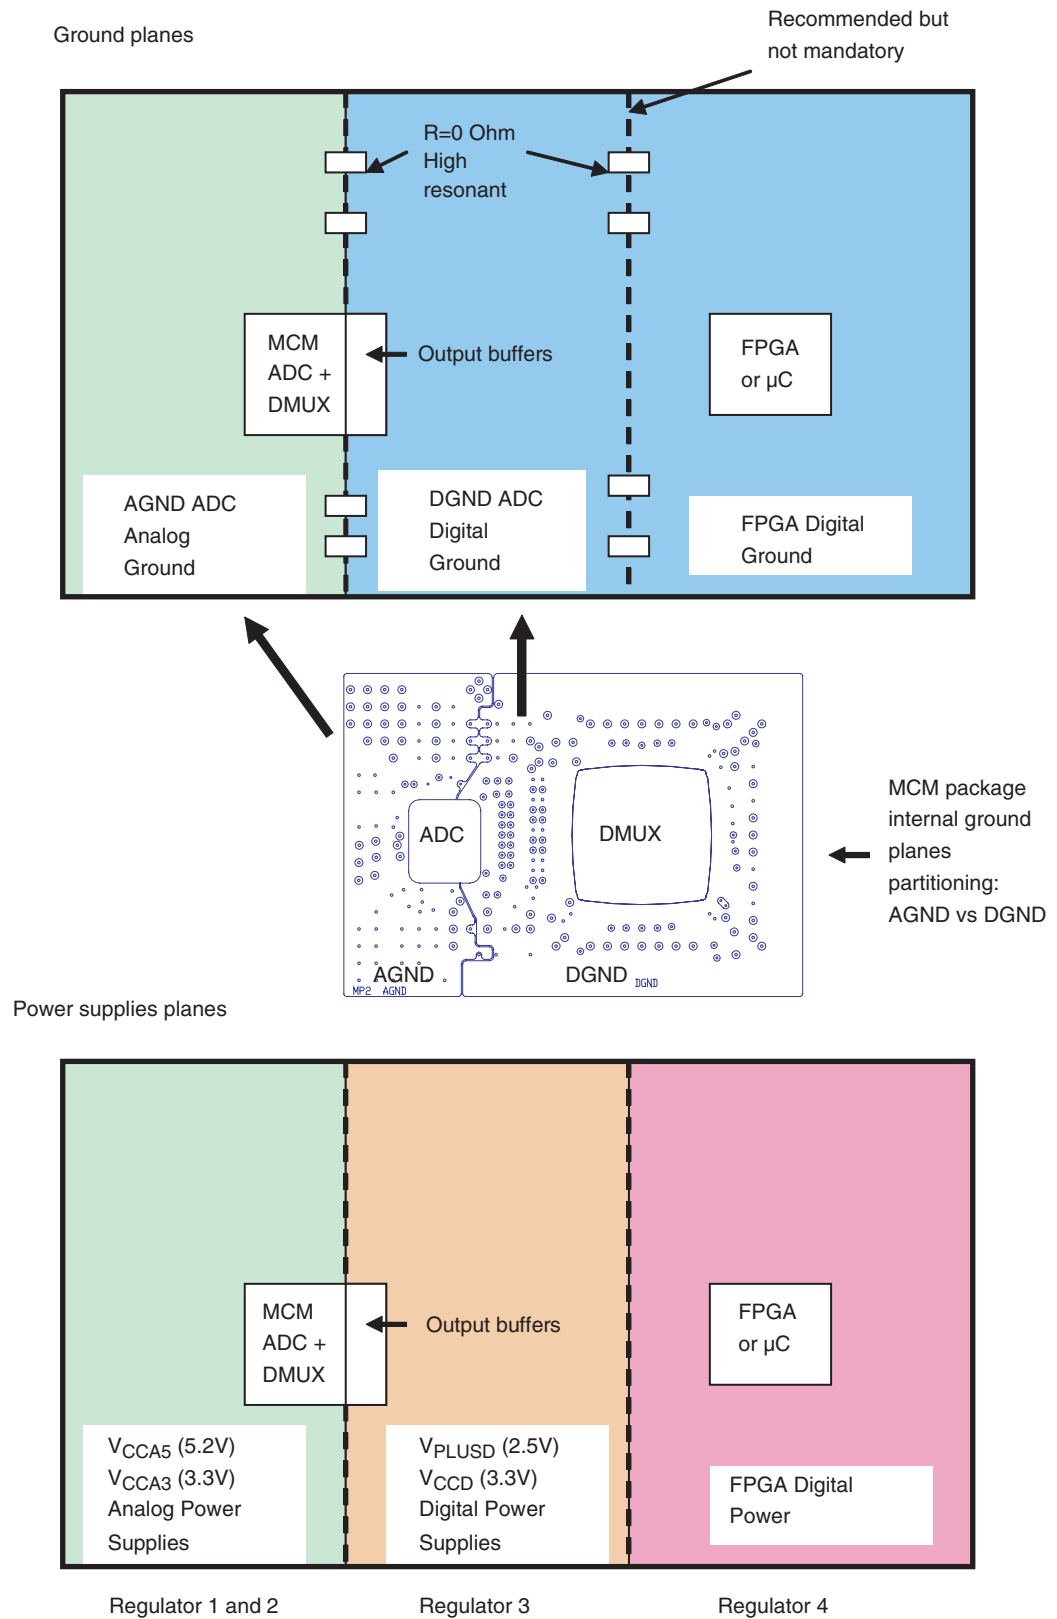 Recommended but
not mandatory
Ground planes
R=0 Ohm
High
resonant
MCM
ADC +
DMUX
Output buffers
FPGA
or µC
AGND ADC
Analog
Ground
DGND ADC
Digital
Ground
FPGA Digital
Ground
ADC
DMUX
MCM package
internal ground
planes
partitioning:
AGND vs DGND
AGND
DGND
MP2 AGND
DGND
Power supplies planes
MCM
ADC +
DMUX
Output buffers
FPGA
or µC
VCCA5 (5.2V)
VCCA3 (3.3V)
Analog Power
Supplies
VPLUSD (2.5V)
VCCD (3.3V)
Digital Power
Supplies
FPGA Digital
Power
Regulator 1 and 2
Regulator 3
Regulator 4